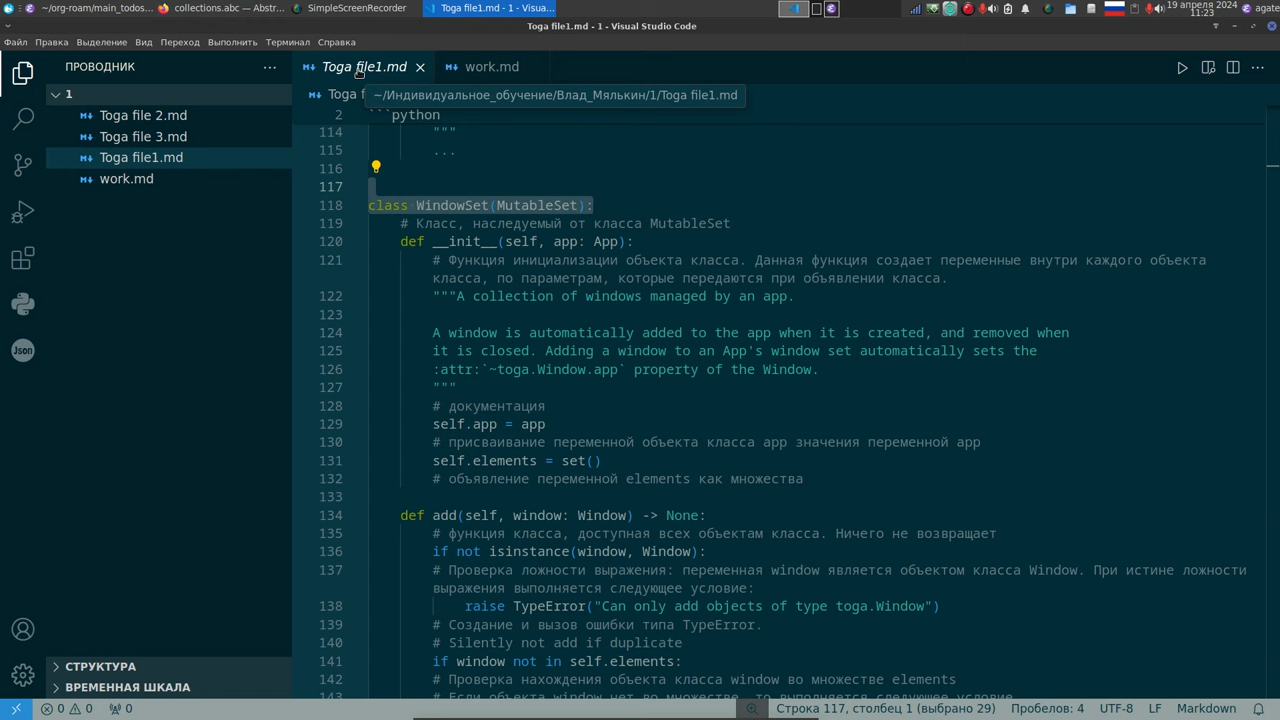 ~/org-roam/main_todos...
collections.abc — Abstr...
SimpleScreenRecorder
Toga file1.md - 1 - Visua...
19 апреля 2024
11:23
agate
Toga file1.md - 1 - Visual Studio Code
Файл Правка Выделение Вид Переход Выполнить Терминал Справка
ПРОВОДНИК
Toga file1.md
work.md
1
Toga f
~/Индивидуальное_обучение/Влад_Мялькин/1/Toga file1.md
Toga file 2.md
Toga file 3.md
Toga file1.md
work.md
2 ```python
114 """
115 ...
116
117
118 class WindowSet(MutableSet):
119 # Класс, наследуемый от класса MutableSet
120 def __init__(self, app: App):
121 # Функция инициализации объекта класса. Данная функция создает переменные внутри каждого объекта
класса, по параметрам, которые передаются при объявлении класса.
122 """A collection of windows managed by an app.
123
124 A window is automatically added to the app when it is created, and removed when
125 it is closed. Adding a window to an App's window set automatically sets the
126 :attr:`~toga.Window.app` property of the Window.
127 """
128 # документация
129 self.app = app
130 # присваивание переменной объекта класса app значения переменной app
131 self.elements = set()
132 # объявление переменной elements как множества
133
134 def add(self, window: Window) -> None:
135 # функция класса, доступная всех объектам класса. Ничего не возвращает
136 if not isinstance(window, Window):
137 # Проверка ложности выражения: переменная window является объектом класса Window. При истине ложности
выражения выполняется следующее условие:
138 raise TypeError("Can only add objects of type toga.Window")
139 # Создание и вызов ошибки типа TypeError.
140 # Silently not add if duplicate
141 if window not in self.elements:
142 # Проверка нахождения объекта класса window во множестве elements
143 # Если объекта window нет во множестве, то выполняется следующее условие
Json
СТРУКТУРА
ВРЕМЕННАЯ ШКАЛА
0 0 0
Строка 117, столбец 1 (выбрано 29) Пробелов: 4 UTF-8 LF Markdown